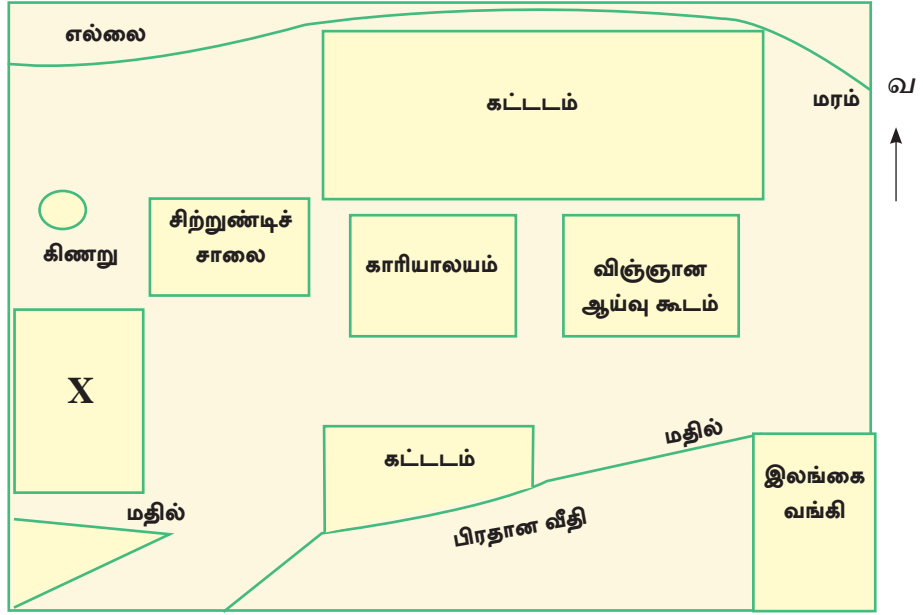 எல்லை
கட்டடம்
மரம்
வ
கிணறு
சிற்றுண்டிச்
சாலை
காரியாலயம்
விஞ்ஞான
ஆய்வு கூடம்
X
கட்டடம்
மதில்
இலங்கை
வங்கி
மதில்
பிரதான வீதி